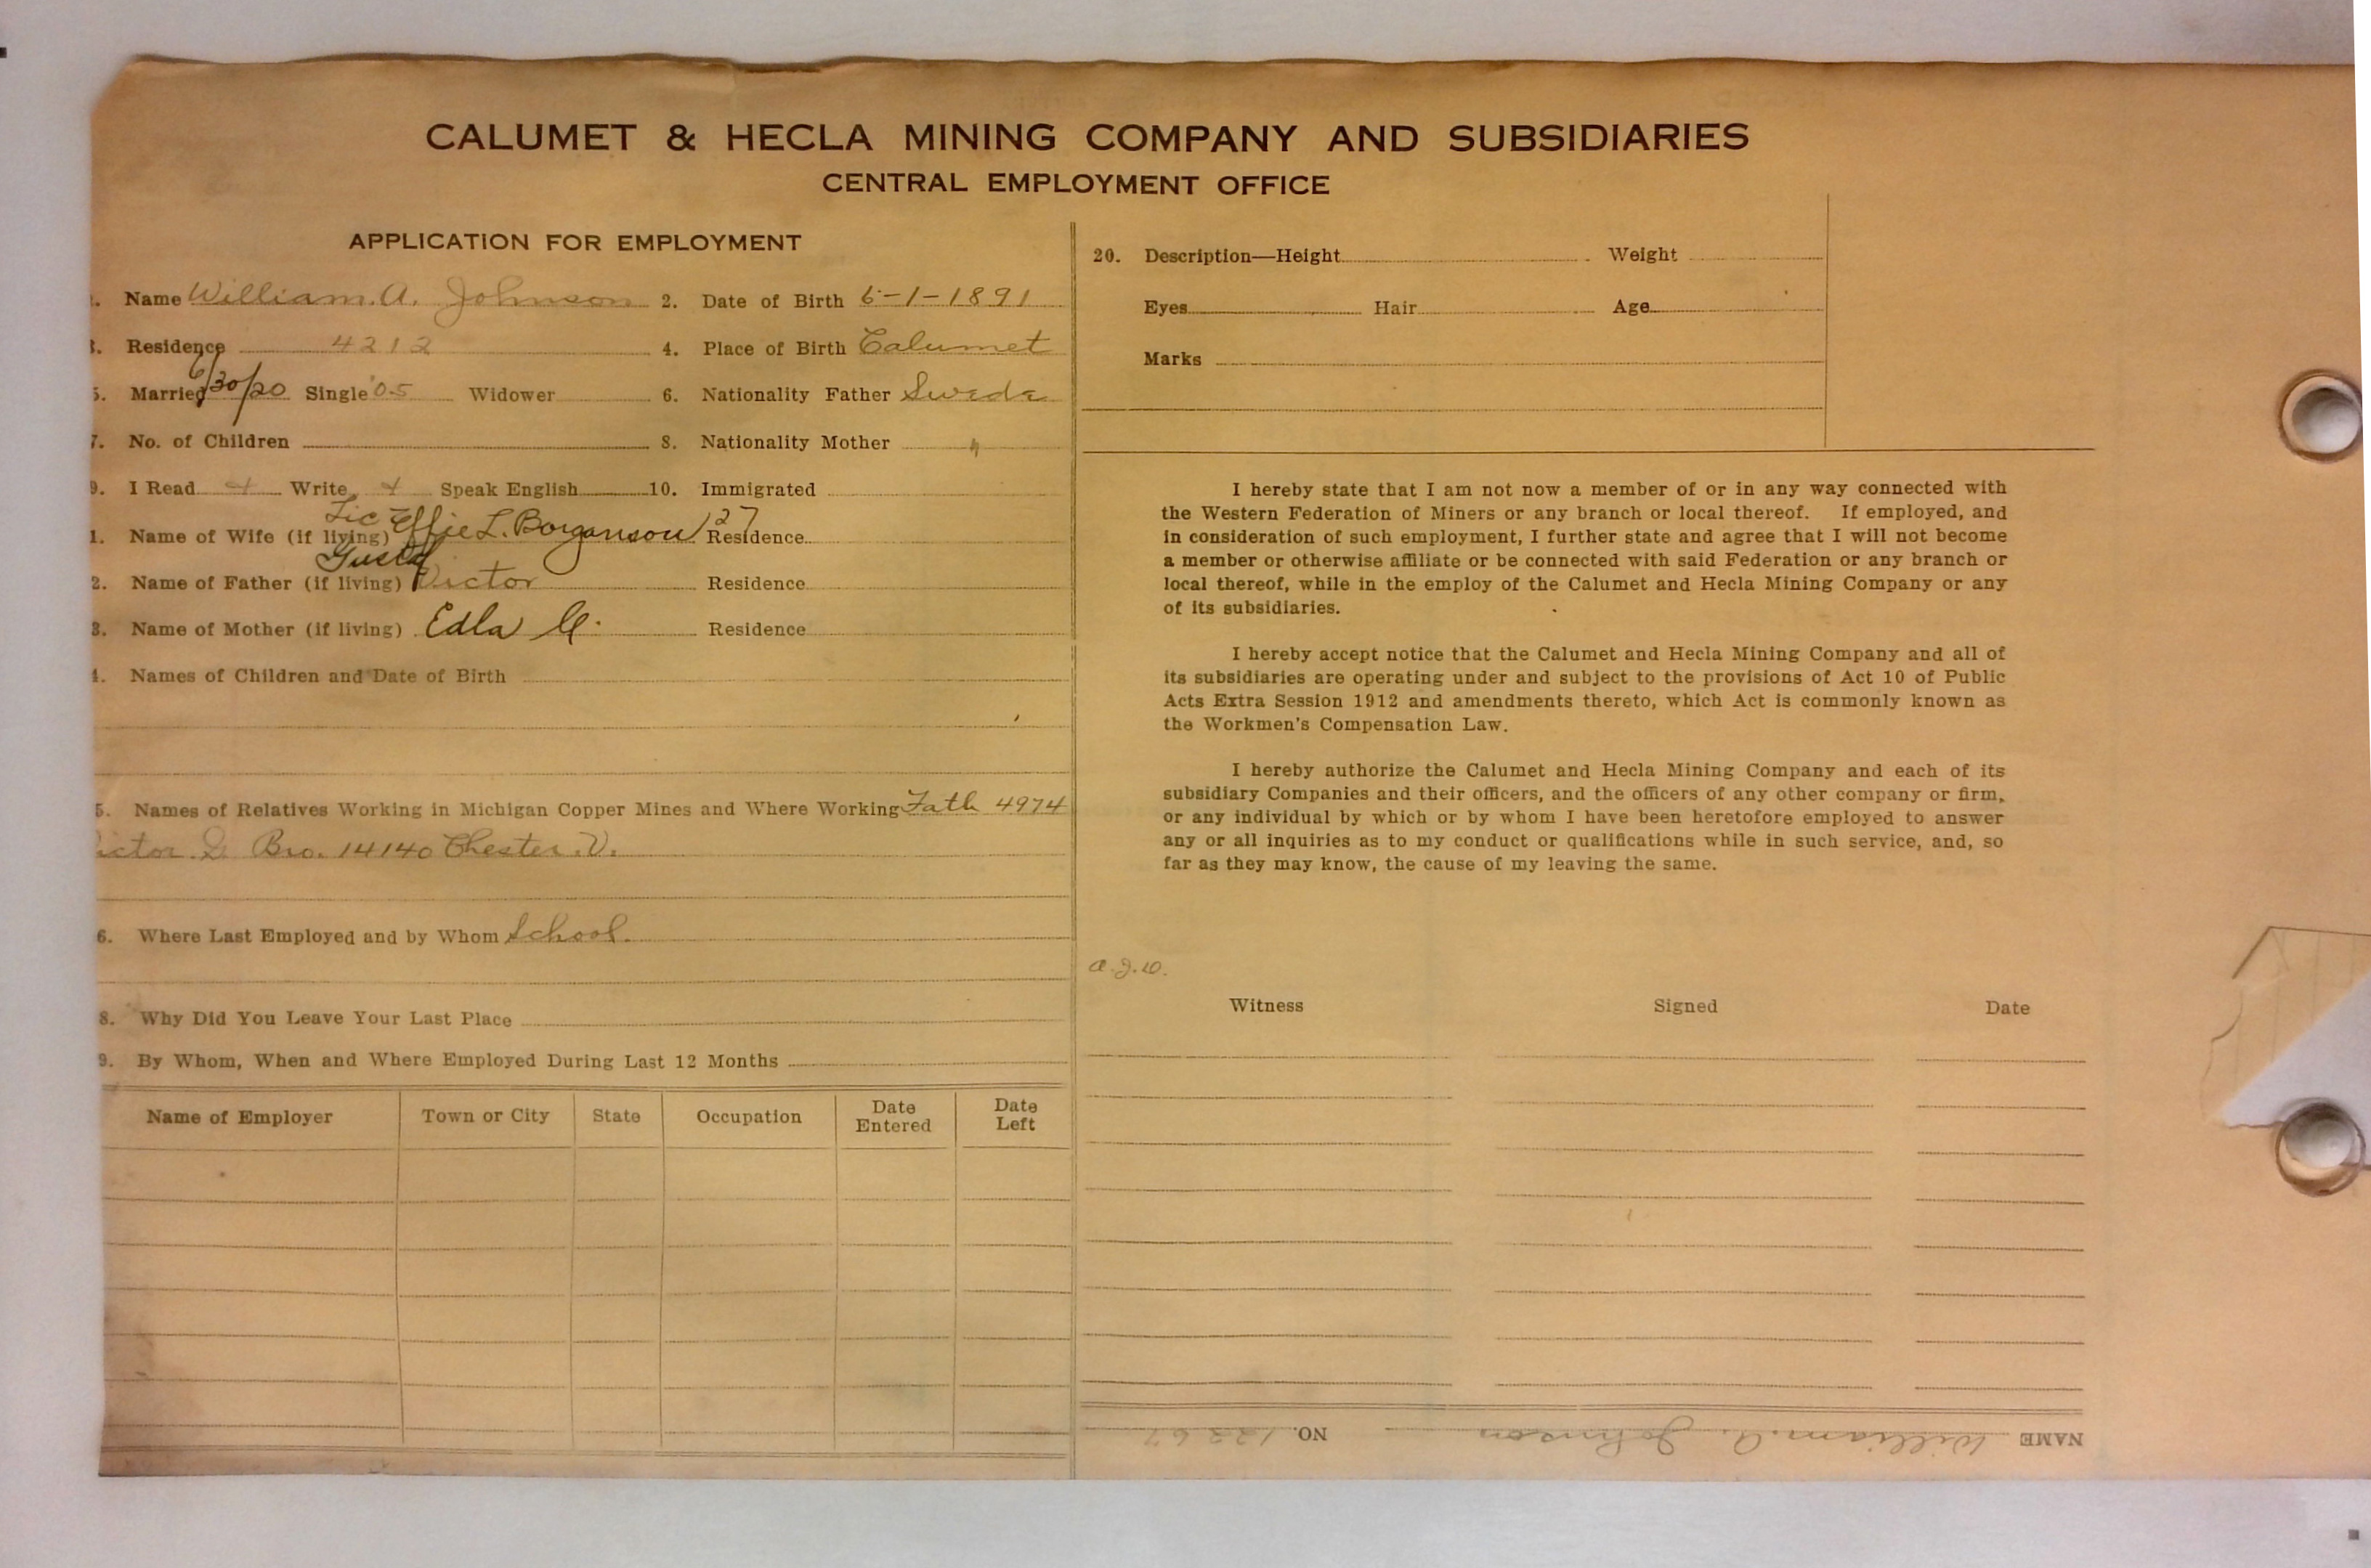 CALUMET & HECLA MINING COMPANY AND SUBSIDIARIES
CENTRAL EMPLOYMENT OFFICE
APPLICATION FOR EMPLOYMENT
. Name William. A. Johnson 2. Date of Birth 6-1-1891
. Residence 4212 4. Place of Birth Calumet
5. Married 6/30/20 Single '05 Widower 6. Nationality Father Swede
7. No. of Children 8. Nationality Mother "
9. I Read Write Speak English 10. Immigrated
Lic 27
1. Name of Wife (if living) Effie L. Borganson Residence
Gustaf
2. Name of Father (if living) Victor Residence
3. Name of Mother (if living) Edla C. Residence
4. Names of Children and Date of Birth
5. Names of Relatives Working in Michigan Copper Mines and Where Working Fath 4974
ictor. Bro. 14140 Chester. V.
6. Where Last Employed and by Whom School.
8. Why Did You Leave Your Last Place
9. By Whom, When and Where Employed During Last 12 Months
Name of Employer Town or City State Occupation Date Entered Date Left
20. Description—Height Weight
Eyes Hair Age
Marks
I hereby state that I am not now a member of or in any way connected with
the Western Federation of Miners or any branch or local thereof. If employed, and
in consideration of such employment, I further state and agree that I will not become
a member or otherwise affiliate or be connected with said Federation or any branch or
local thereof, while in the employ of the Calumet and Hecla Mining Company or any
of its subsidiaries.
I hereby accept notice that the Calumet and Hecla Mining Company and all of
its subsidiaries are operating under and subject to the provisions of Act 10 of Public
Acts Extra Session 1912 and amendments thereto, which Act is commonly known as
the Workmen's Compensation Law.
I hereby authorize the Calumet and Hecla Mining Company and each of its
subsidiary Companies and their officers, and the officers of any other company or firm,
or any individual by which or by whom I have been heretofore employed to answer
any or all inquiries as to my conduct or qualifications while in such service, and, so
far as they may know, the cause of my leaving the same.
Witness Signed Date
NAME William. A. Johnson NO. 12267